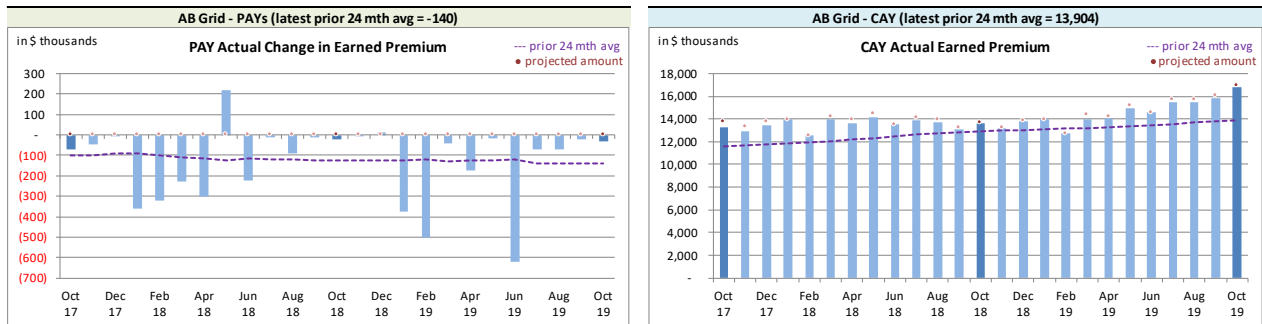 AB Grid - PAYs (latest prior 24 mth avg = -140)
in $ thousands
PAY Actual Change in Earned Premium
--- prior 24 mth avg
• projected amount
300
200
100
-
(100)
(200)
(300)
(400)
(500)
(600)
(700)
Oct Dec Feb Apr Jun Aug Oct Dec Feb Apr Jun Aug Oct
17 17 18 18 18 18 18 18 19 19 19 19 19
AB Grid - CAY (latest prior 24 mth avg = 13,904)
in $ thousands
CAY Actual Earned Premium
--- prior 24 mth avg
• projected amount
18,000
16,000
14,000
12,000
10,000
8,000
6,000
4,000
2,000
-
Oct Dec Feb Apr Jun Aug Oct Dec Feb Apr Jun Aug Oct
17 17 18 18 18 18 18 18 19 19 19 19 19